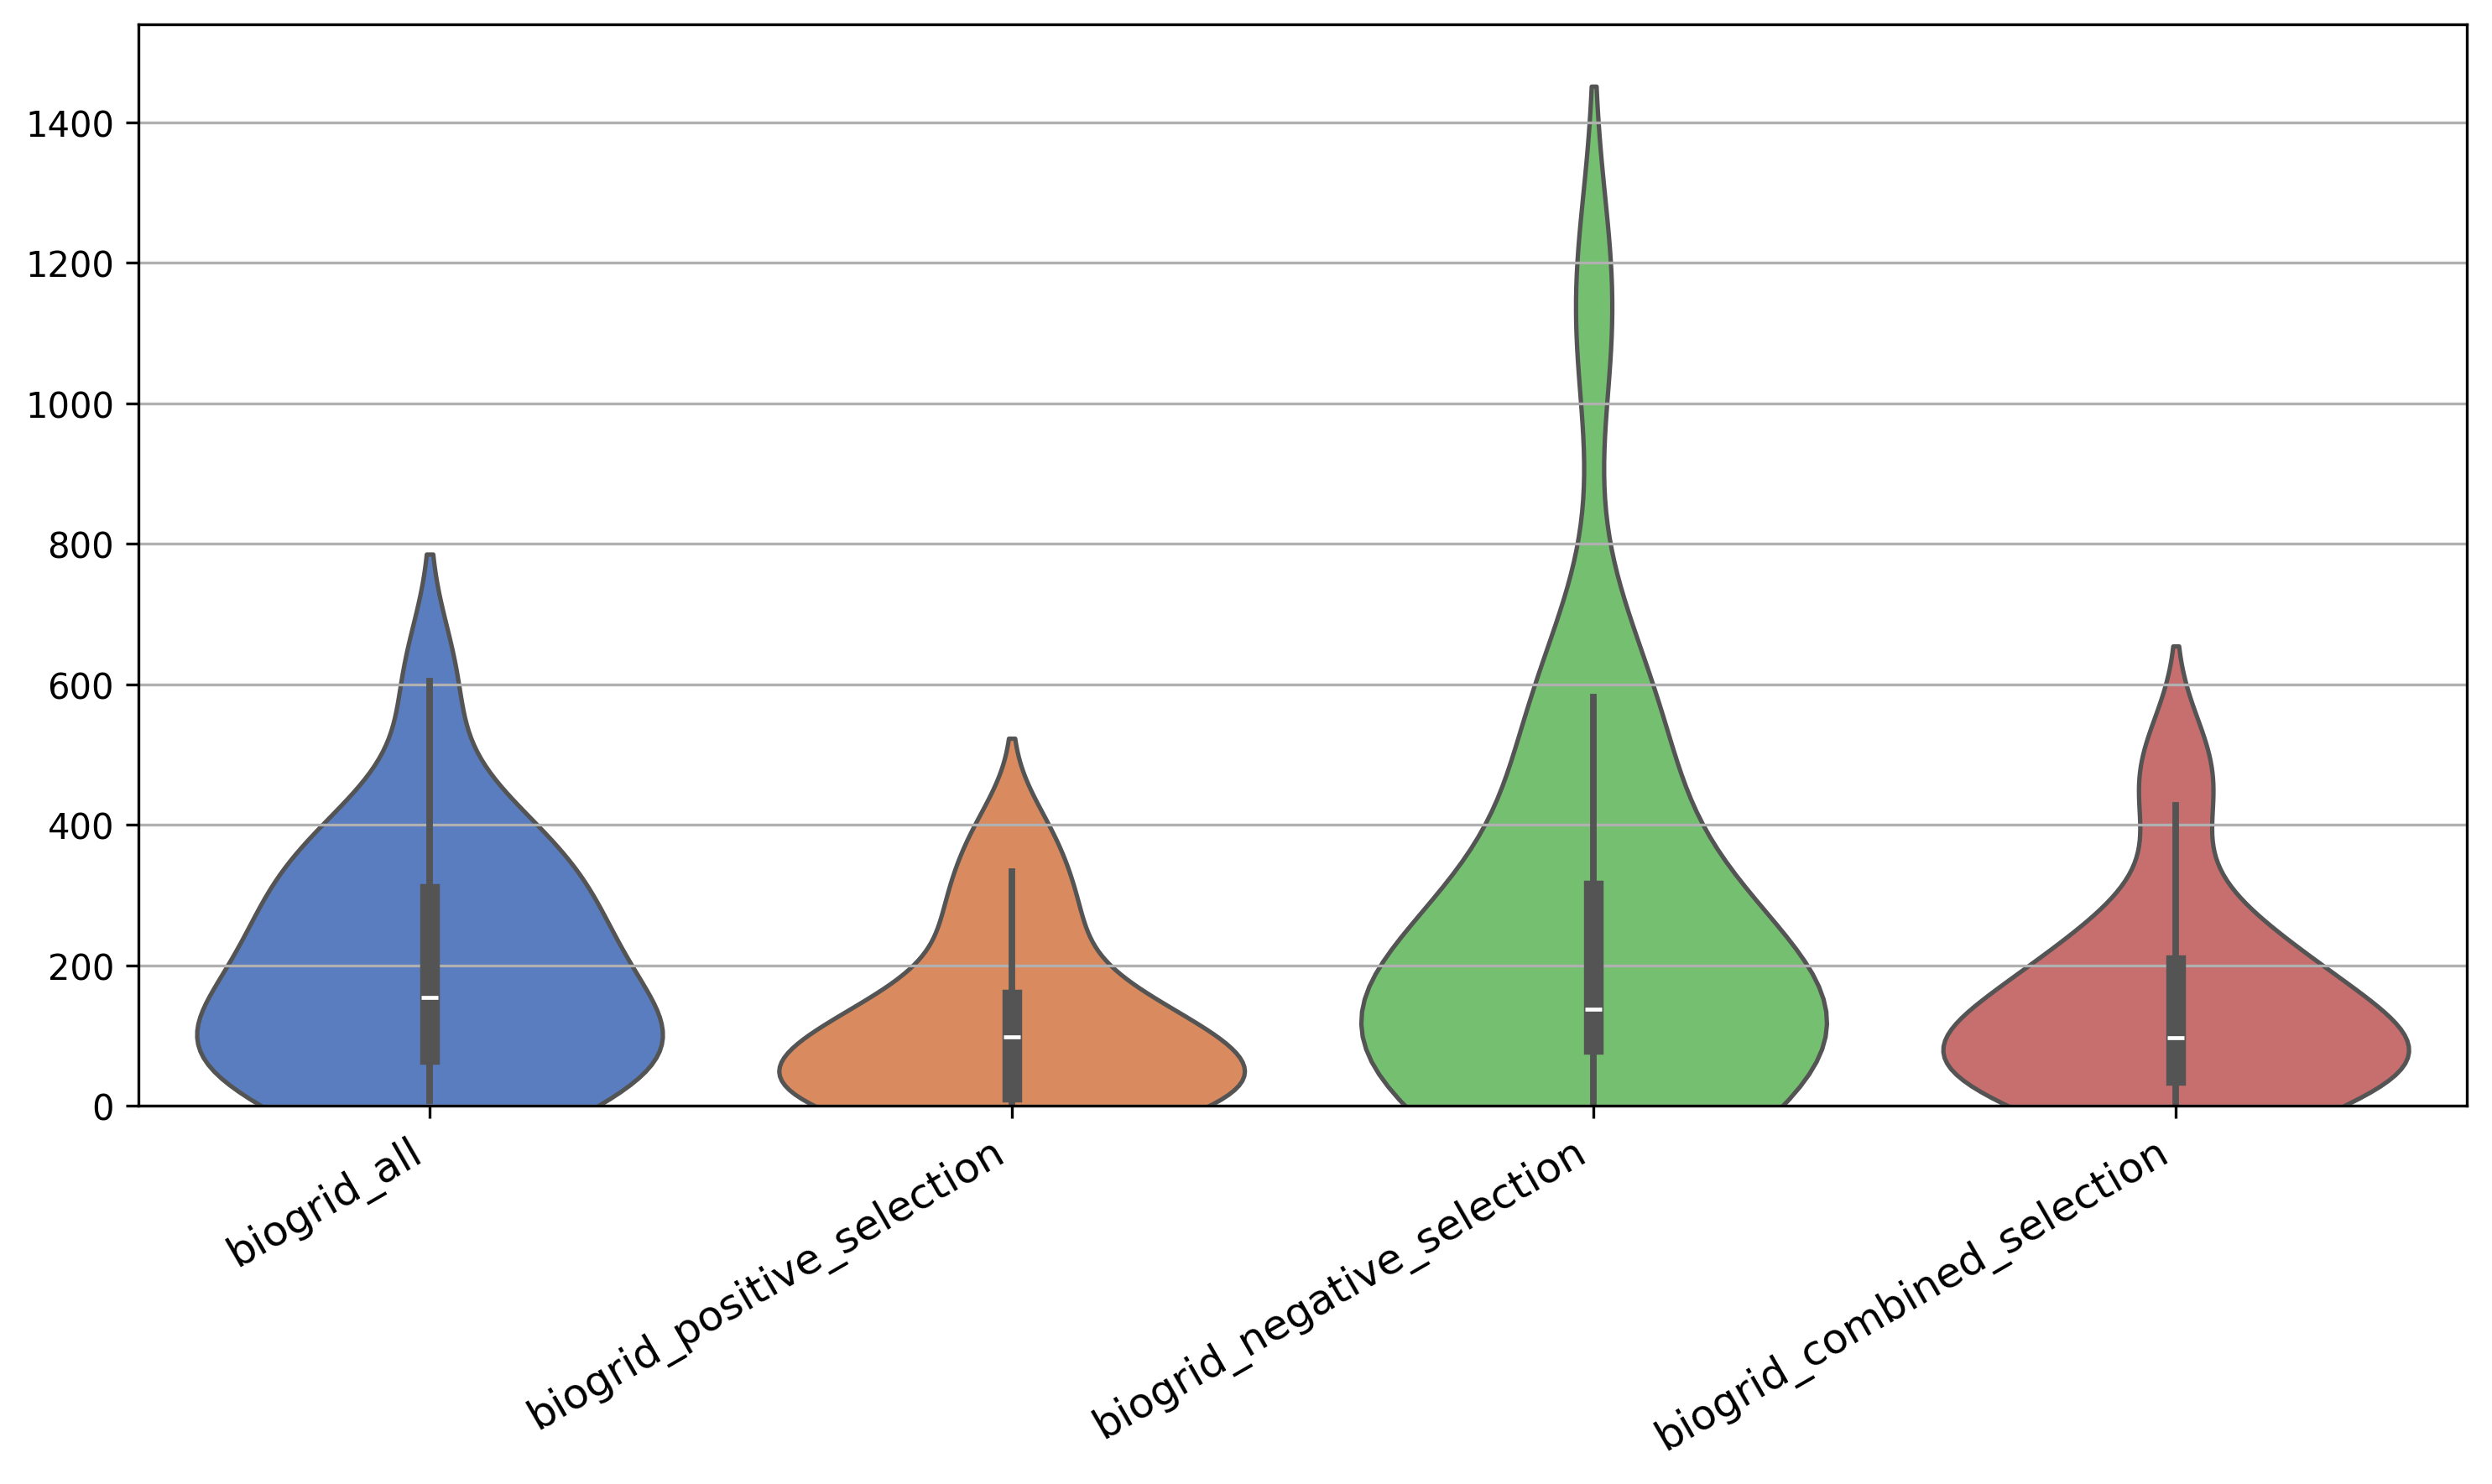 1400
1200
1000
800
600
400
200
0
biogrid_all
biogrid_positive_selection
biogrid_negative_selection
biogrid_combined_selection